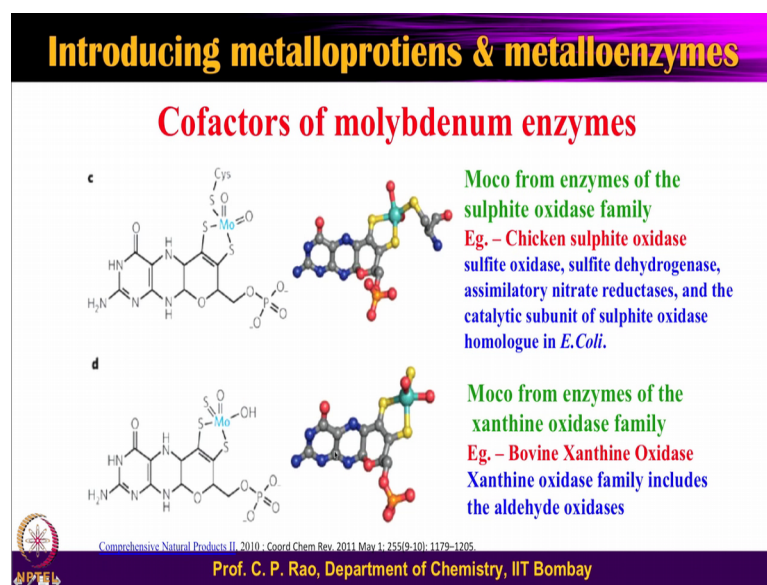 Introducing metalloprotiens & metalloenzymes
Cofactors of molybdenum enzymes
c
Cys
S
O
S
Mo
O
S
O
H
N
HN
H₂N
N
N
H
O
O
P
O⁻
⁻O
O
Moco from enzymes of the
sulphite oxidase family
Eg. – Chicken sulphite oxidase
sulfite oxidase, sulfite dehydrogenase,
assimilatory nitrate reductases, and the
catalytic subunit of sulphite oxidase
homologue in E.Coli.
d
S
O
Mo
OH
S
S
O
H
N
HN
H₂N
N
N
H
O
O
P
O⁻
⁻O
O
Moco from enzymes of the
xanthine oxidase family
Eg. – Bovine Xanthine Oxidase
Xanthine oxidase family includes
the aldehyde oxidases
Comprehensive Natural Products II, 2010 ; Coord Chem Rev. 2011 May 1; 255(9-10): 1179–1205.
NPTEL
Prof. C. P. Rao, Department of Chemistry, IIT Bombay